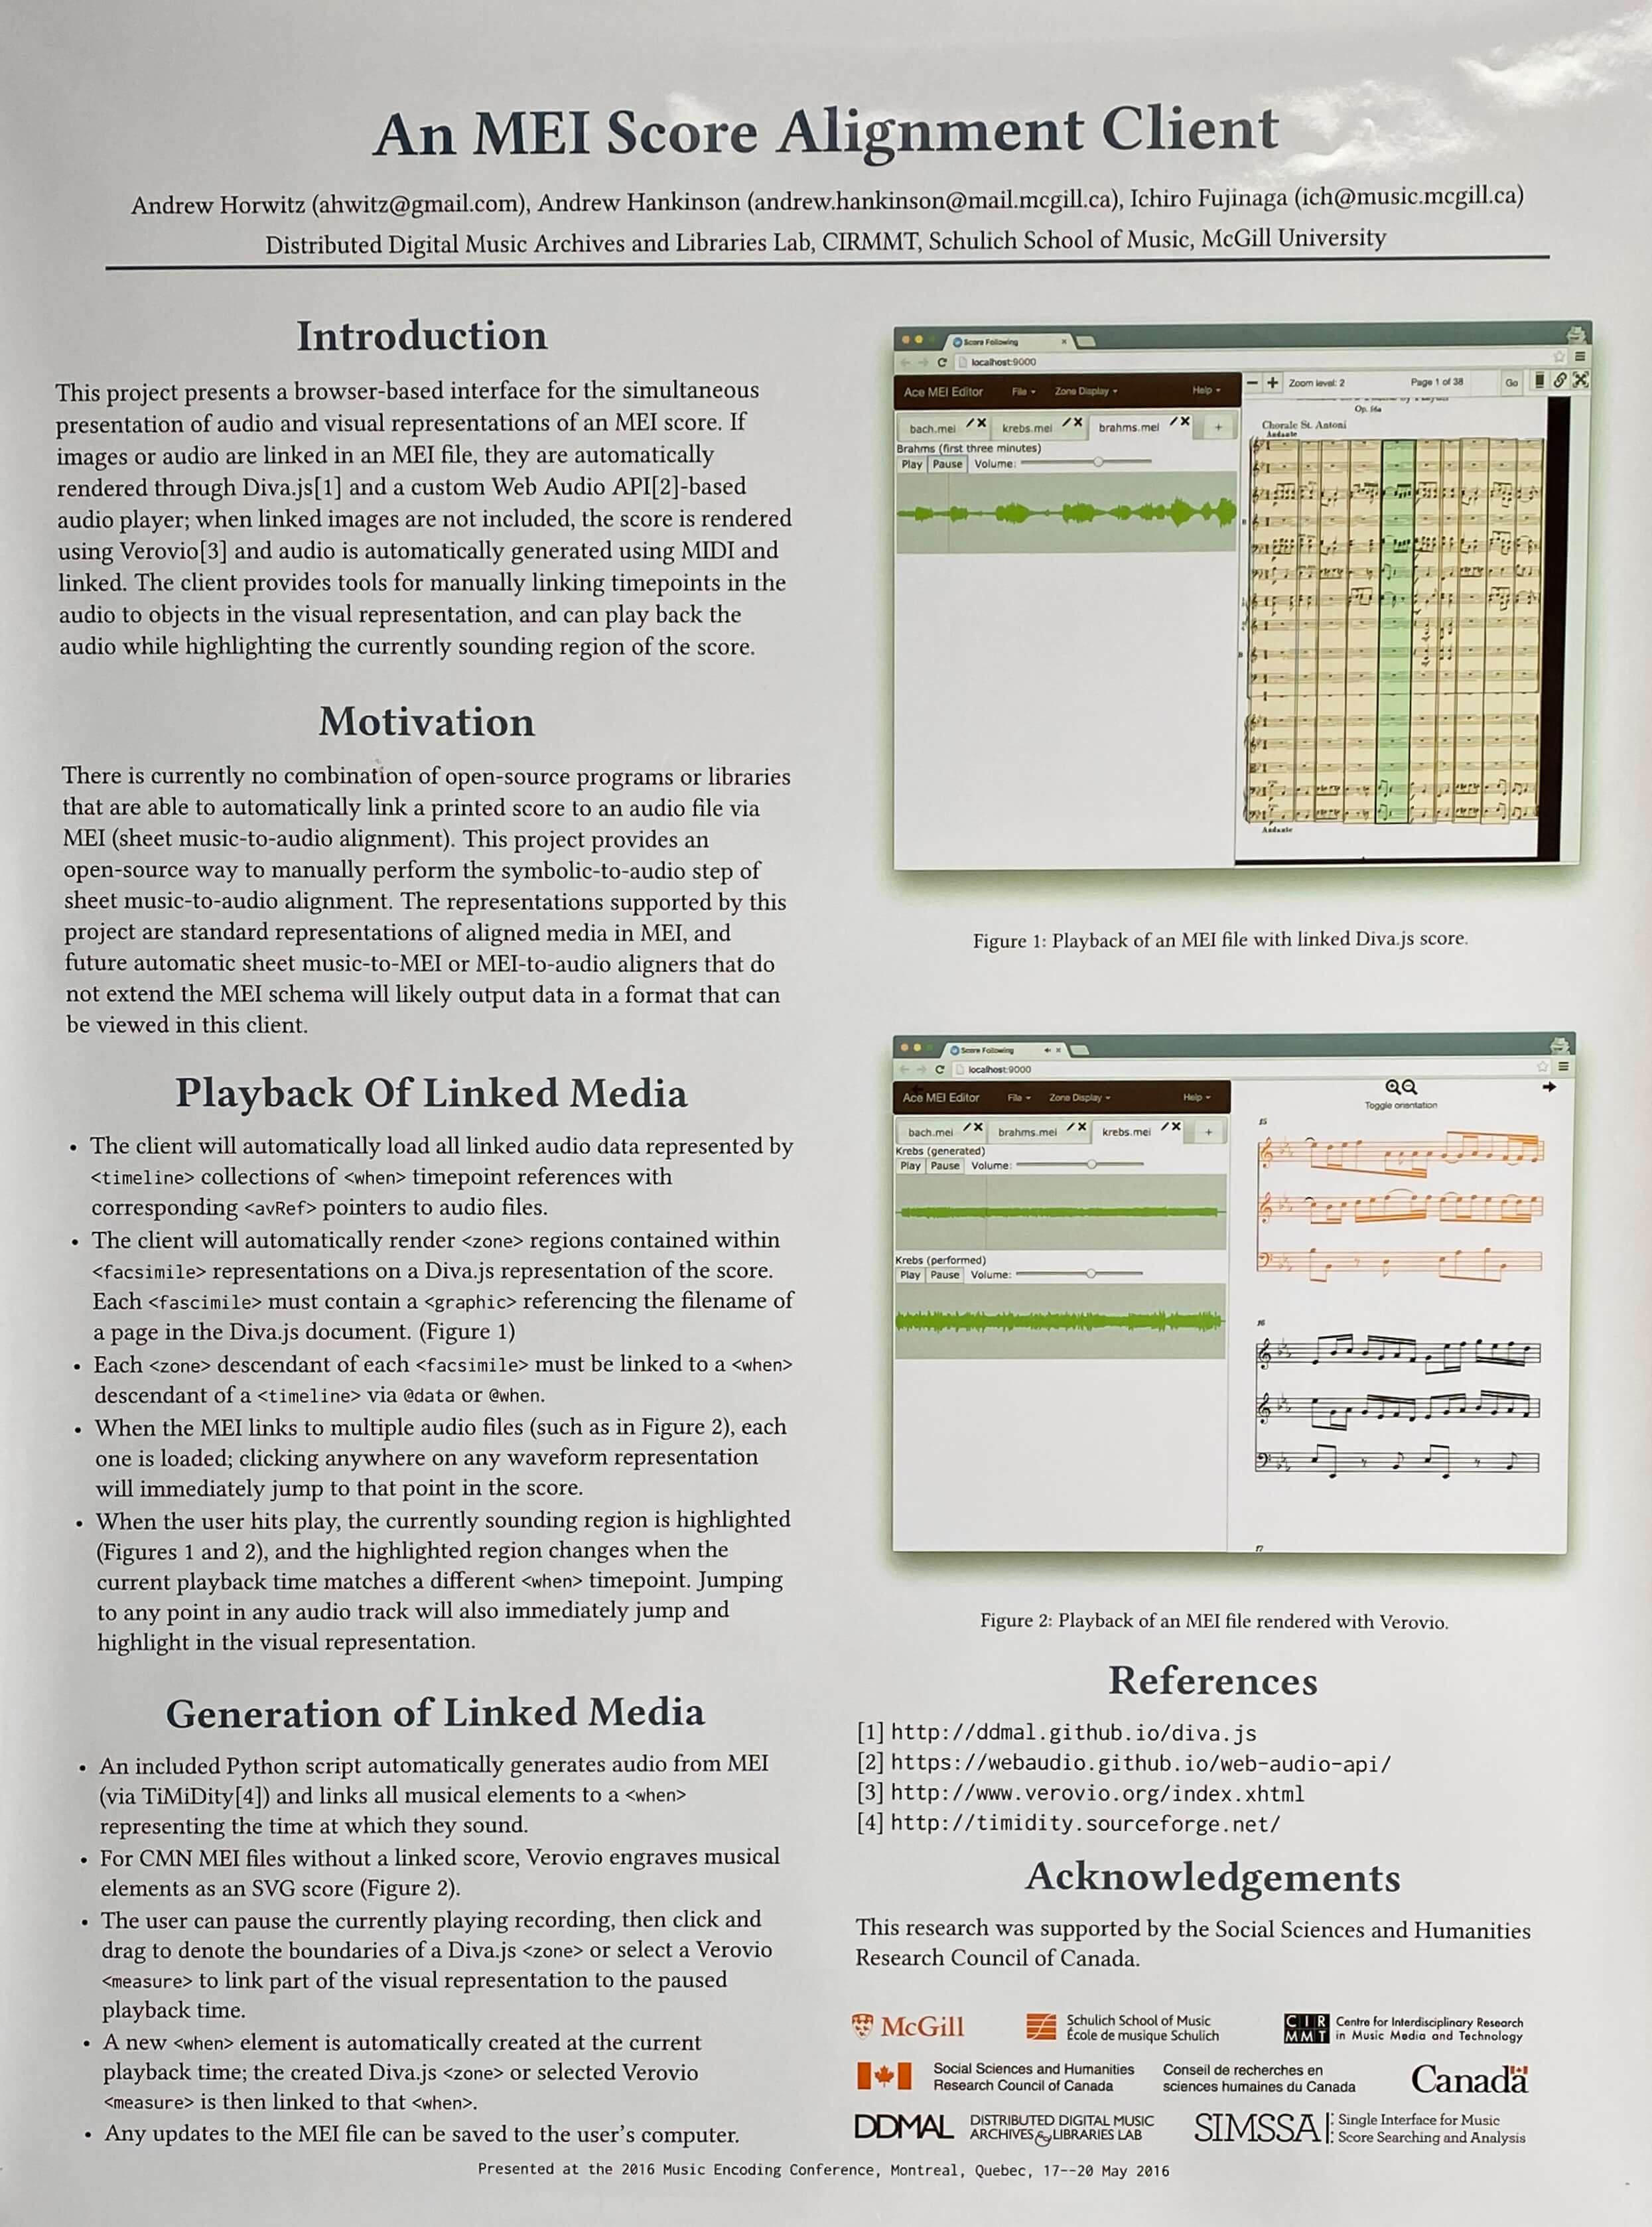 An MEI Score Alignment Client
Andrew Horwitz (ahwitz@gmail.com), Andrew Hankinson (andrew.hankinson@mail.mcgill.ca), Ichiro Fujinaga (ich@music.mcgill.ca)
Distributed Digital Music Archives and Libraries Lab, CIRMMT, Schulich School of Music, McGill University
Introduction
This project presents a browser-based interface for the simultaneous
presentation of audio and visual representations of an MEI score. If
images or audio are linked in an MEI file, they are automatically
rendered through Diva.js[1] and a custom Web Audio API[2]-based
audio player; when linked images are not included, the score is rendered
using Verovio[3] and audio is automatically generated using MIDI and
linked. The client provides tools for manually linking timepoints in the
audio to objects in the visual representation, and can play back the
audio while highlighting the currently sounding region of the score.
Motivation
There is currently no combination of open-source programs or libraries
that are able to automatically link a printed score to an audio file via
MEI (sheet music-to-audio alignment). This project provides an
open-source way to manually perform the symbolic-to-audio step of
sheet music-to-audio alignment. The representations supported by this
project are standard representations of aligned media in MEI, and
future automatic sheet music-to-MEI or MEI-to-audio aligners that do
not extend the MEI schema will likely output data in a format that can
be viewed in this client.
Playback Of Linked Media
• The client will automatically load all linked audio data represented by
<timeline> collections of <when> timepoint references with
corresponding <avRef> pointers to audio files.
• The client will automatically render <zone> regions contained within
<facsimile> representations on a Diva.js representation of the score.
Each <fascimile> must contain a <graphic> referencing the filename of
a page in the Diva.js document. (Figure 1)
• Each <zone> descendant of each <facsimile> must be linked to a <when>
descendant of a <timeline> via @data or @when.
• When the MEI links to multiple audio files (such as in Figure 2), each
one is loaded; clicking anywhere on any waveform representation
will immediately jump to that point in the score.
• When the user hits play, the currently sounding region is highlighted
(Figures 1 and 2), and the highlighted region changes when the
current playback time matches a different <when> timepoint. Jumping
to any point in any audio track will also immediately jump and
highlight in the visual representation.
Generation of Linked Media
• An included Python script automatically generates audio from MEI
(via TiMiDity[4]) and links all musical elements to a <when>
representing the time at which they sound.
• For CMN MEI files without a linked score, Verovio engraves musical
elements as an SVG score (Figure 2).
• The user can pause the currently playing recording, then click and
drag to denote the boundaries of a Diva.js <zone> or select a Verovio
<measure> to link part of the visual representation to the paused
playback time.
• A new <when> element is automatically created at the current
playback time; the created Diva.js <zone> or selected Verovio
<measure> is then linked to that <when>.
• Any updates to the MEI file can be saved to the user's computer.
Score Following
localhost:9000
Ace MEI Editor File Zone Display Help
Zoom level: 2 Page 1 of 38 Go
bach.mei krebs.mei brahms.mei +
Brahms (first three minutes)
Play Pause Volume:
Chorale St. Antoni
Andante
Andante
Figure 1: Playback of an MEI file with linked Diva.js score.
Score Following
localhost:9000
Ace MEI Editor File Zone Display Help
Toggle orientation
bach.mei brahms.mei krebs.mei +
Krebs (generated)
Play Pause Volume:
Krebs (performed)
Play Pause Volume:
Figure 2: Playback of an MEI file rendered with Verovio.
References
[1] http://ddmal.github.io/diva.js
[2] https://webaudio.github.io/web-audio-api/
[3] http://www.verovio.org/index.xhtml
[4] http://timidity.sourceforge.net/
Acknowledgements
This research was supported by the Social Sciences and Humanities
Research Council of Canada.
McGill
Schulich School of Music
École de musique Schulich
CIR
MMT
Centre for Interdisciplinary Research
in Music Media and Technology
Social Sciences and Humanities
Research Council of Canada
Conseil de recherches en
sciences humaines du Canada
Canada
DDMAL
DISTRIBUTED DIGITAL MUSIC
ARCHIVES & LIBRARIES LAB
SIMSSA
Single Interface for Music
Score Searching and Analysis
Presented at the 2016 Music Encoding Conference, Montreal, Quebec, 17--20 May 2016